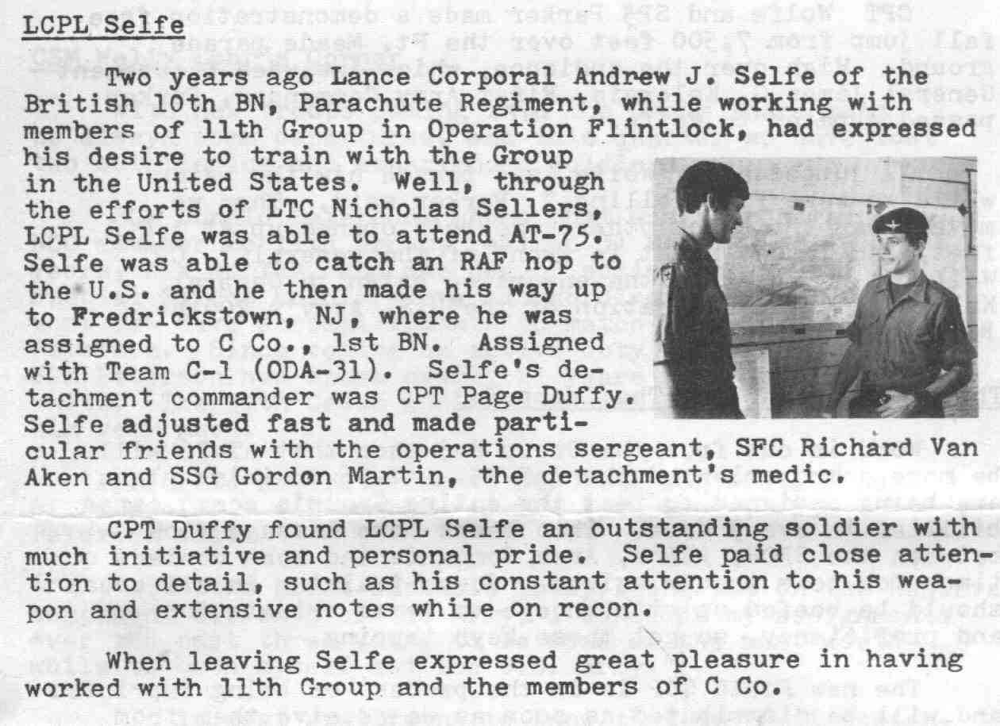 LCPL Selfe
Two years ago Lance Corporal Andrew J. Selfe of the
British 10th BN, Parachute Regiment, while working with
members of 11th Group in Operation Flintlock, had expressed
his desire to train with the Group
in the United States.  Well, through
the efforts of LTC Nicholas Sellers,
LCPL Selfe was able to attend AT-75.
Selfe was able to catch an RAF hop to
the U.S. and he then made his way up
to Fredrickstown, NJ, where he was
assigned to C Co., 1st BN.  Assigned
with Team C-1 (ODA-31).  Selfe's de-
tachment commander was CPT Page Duffy.
Selfe adjusted fast and made parti-
cular friends with the operations sergeant, SFC Richard Van
Aken and SSG Gordon Martin, the detachment's medic.
CPT Duffy found LCPL Selfe an outstanding soldier with
much initiative and personal pride.  Selfe paid close atten-
tion to detail, such as his constant attention to his wea-
pon and extensive notes while on recon.
When leaving Selfe expressed great pleasure in having
worked with 11th Group and the members of C Co.